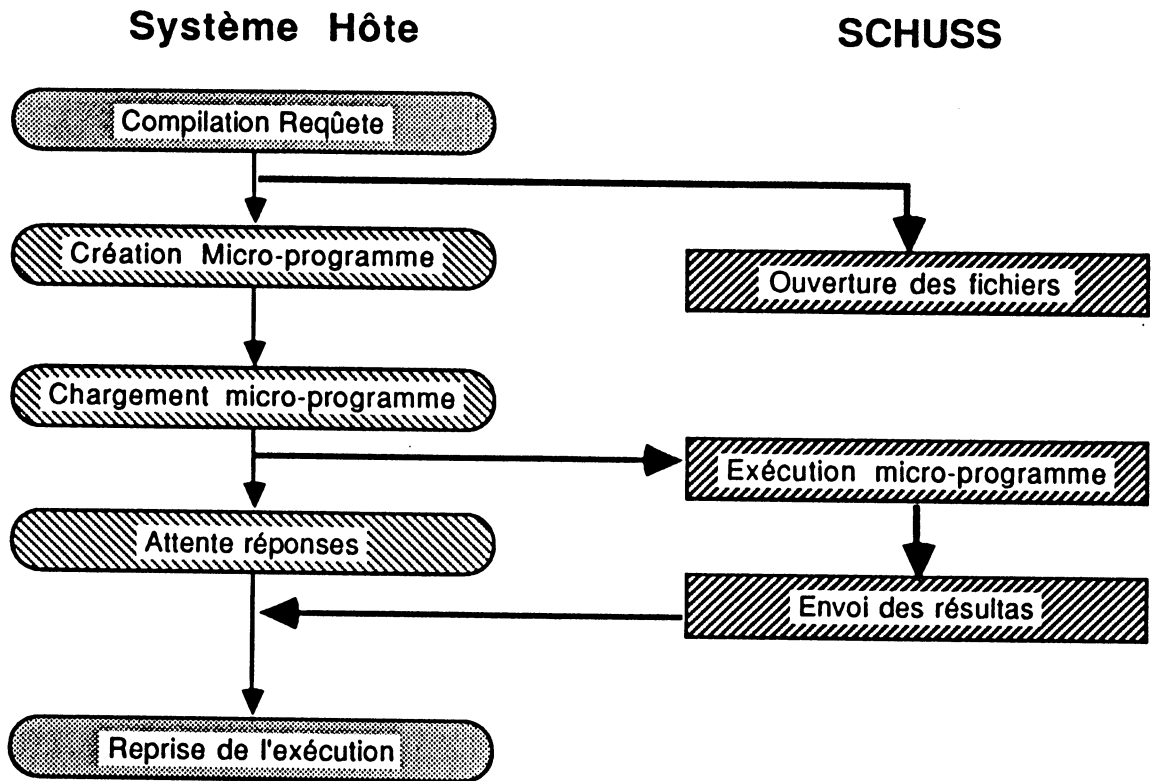 Système Hôte
SCHUSS
Compilation Reqûete
Création Micro-programme
Ouverture des fichiers
Chargement micro-programme
Exécution micro-programme
Attente réponses
Envoi des résultas
Reprise de l'exécution